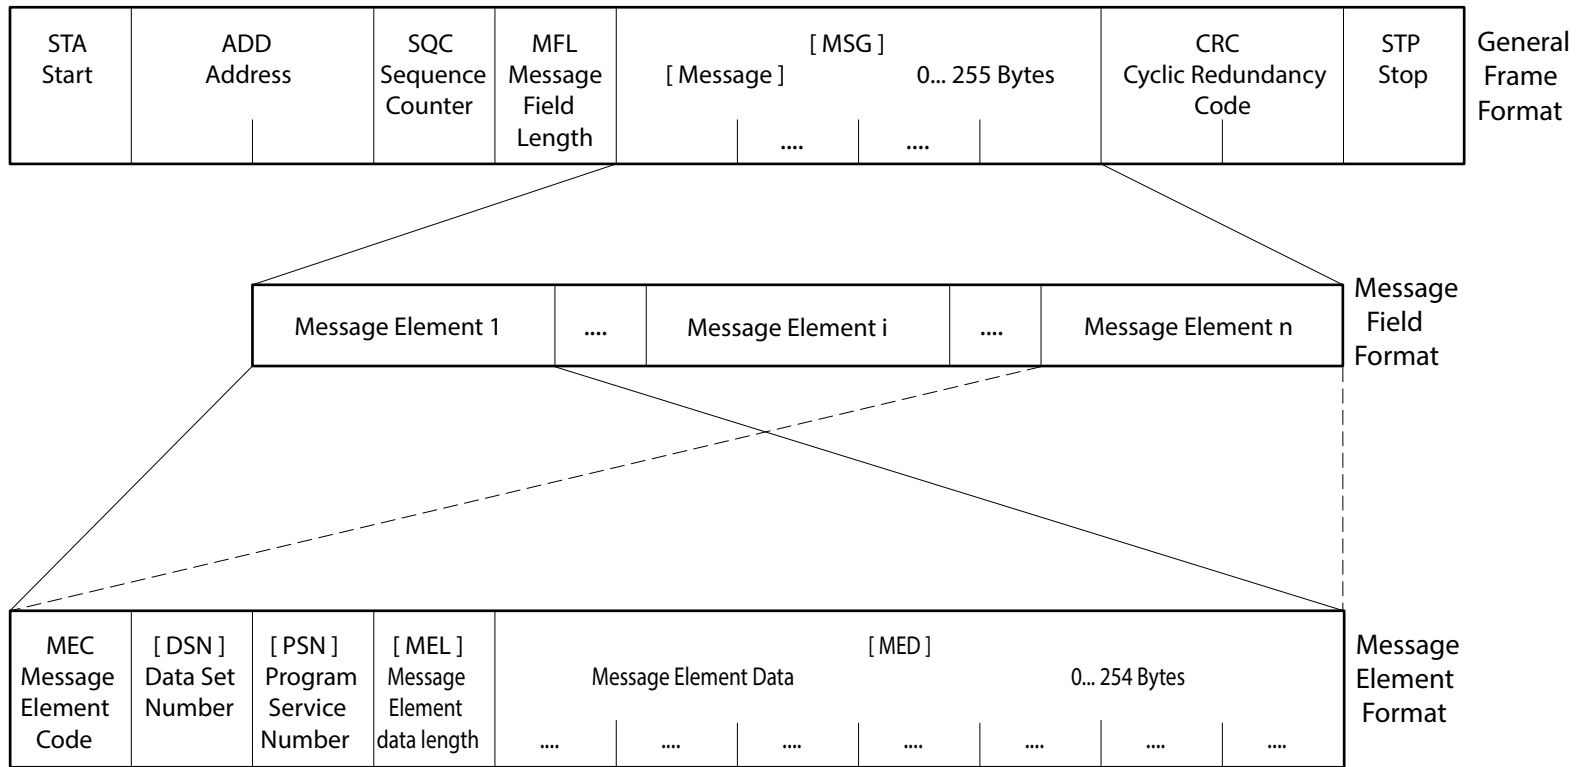 STA
Start
ADD
Address
SQC
Sequence
Counter
MFL
Message
Field
Length
[ MSG ]
[ Message ] 0... 255 Bytes
.... ....
CRC
Cyclic Redundancy
Code
STP
Stop
General
Frame
Format
Message Element 1 .... Message Element i .... Message Element n
Message
Field
Format
MEC
Message
Element
Code
[ DSN ]
Data Set
Number
[ PSN ]
Program
Service
Number
[ MEL ]
Message
Element
data length
[ MED ]
Message Element Data 0... 254 Bytes
.... .... .... .... .... .... ....
Message
Element
Format